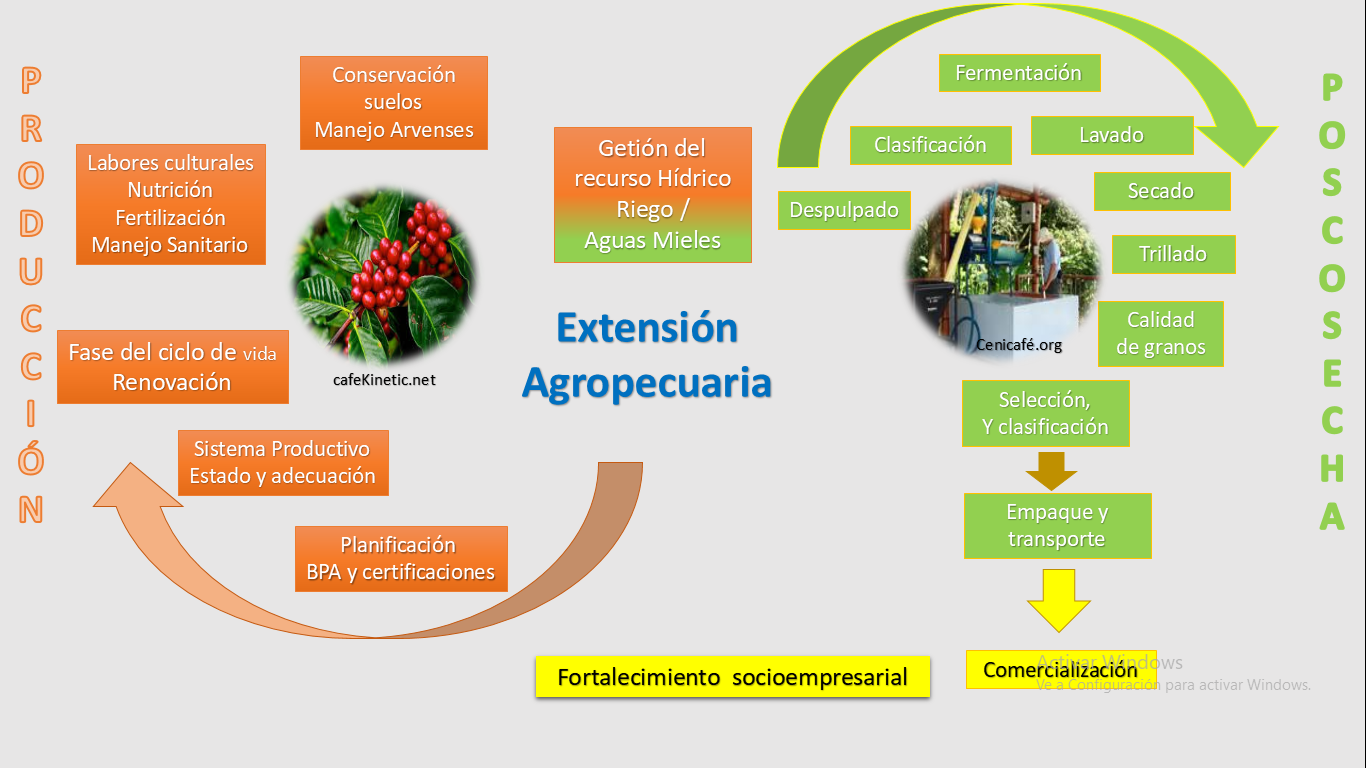 PRODUCCIÓN
Conservación
suelos
Manejo Arvenses
Labores culturales
Nutrición
Fertilización
Manejo Sanitario
Fase del ciclo de vida
Renovación
Sistema Productivo
Estado y adecuación
Planificación
BPA y certificaciones
cafeKinetic.net
Getión del
recurso Hídrico
Riego /
Aguas Mieles
Extensión
Agropecuaria
Despulpado
Clasificación
Fermentación
Lavado
Secado
Trillado
Calidad
de granos
Cenicafé.org
Selección,
Y clasificación
Empaque y
transporte
Comercialización
Fortalecimiento socioempresarial
POSCOSECHA
Activar Windows
Ve a Configuración para activar Windows.